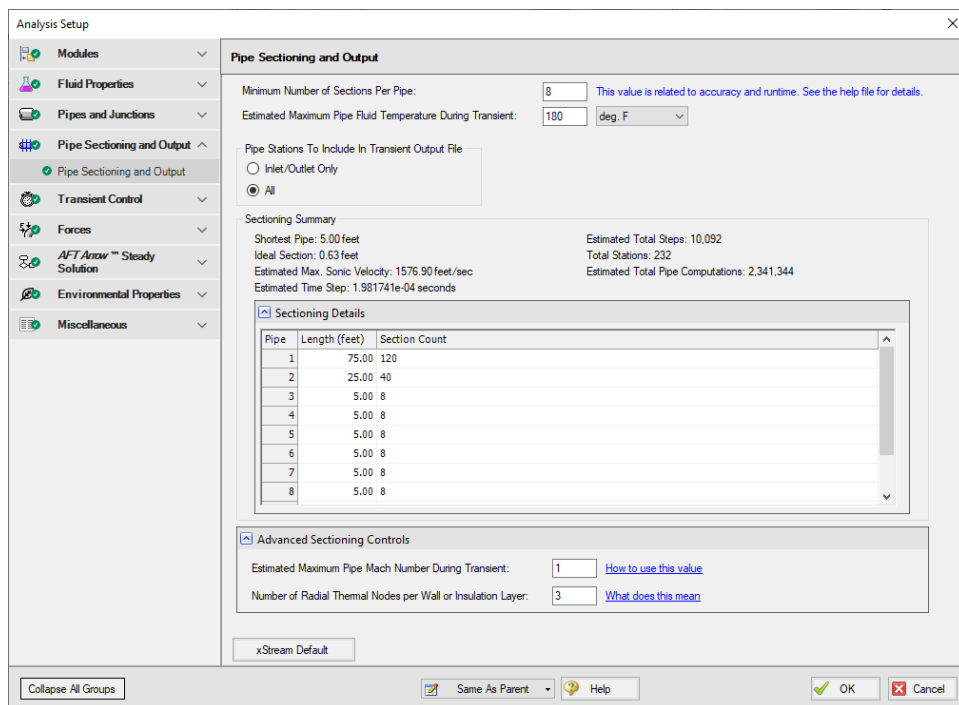 Analysis Setup
Modules
Fluid Properties
Pipes and Junctions
Pipe Sectioning and Output
Pipe Sectioning and Output
Transient Control
Forces
AFT Arrow ™ Steady
Solution
Environmental Properties
Miscellaneous
Pipe Sectioning and Output
Minimum Number of Sections Per Pipe: 8 This value is related to accuracy and runtime. See the help file for details.
Estimated Maximum Pipe Fluid Temperature During Transient: 180 deg. F
Pipe Stations To Include In Transient Output File
Inlet/Outlet Only
All
Sectioning Summary
Shortest Pipe: 5.00 feet
Ideal Section: 0.63 feet
Estimated Max. Sonic Velocity: 1576.90 feet/sec
Estimated Time Step: 1.981741e-04 seconds
Estimated Total Steps: 10,092
Total Stations: 232
Estimated Total Pipe Computations: 2,341,344
Sectioning Details
Pipe Length (feet) Section Count
1 75.00 120
2 25.00 40
3 5.00 8
4 5.00 8
5 5.00 8
6 5.00 8
7 5.00 8
8 5.00 8
Advanced Sectioning Controls
Estimated Maximum Pipe Mach Number During Transient: 1 How to use this value
Number of Radial Thermal Nodes per Wall or Insulation Layer: 3 What does this mean
xStream Default
Collapse All Groups
Same As Parent
Help
OK
Cancel